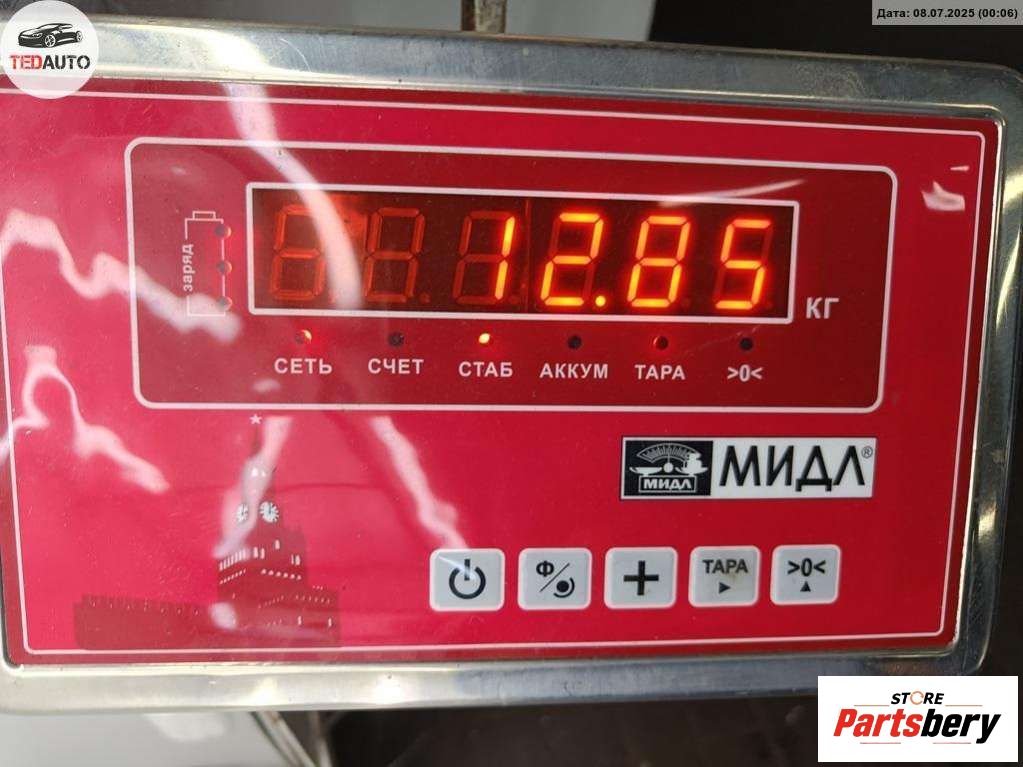 Дата: 08.07.2025 (00:06)
TEDAUTO
заряд
12.85
КГ
СЕТЬ СЧЕТ СТАБ АККУМ ТАРА >0<
МИДЛ МИДЛ®
Ф ТАРА >0<
STORE
Partsbery